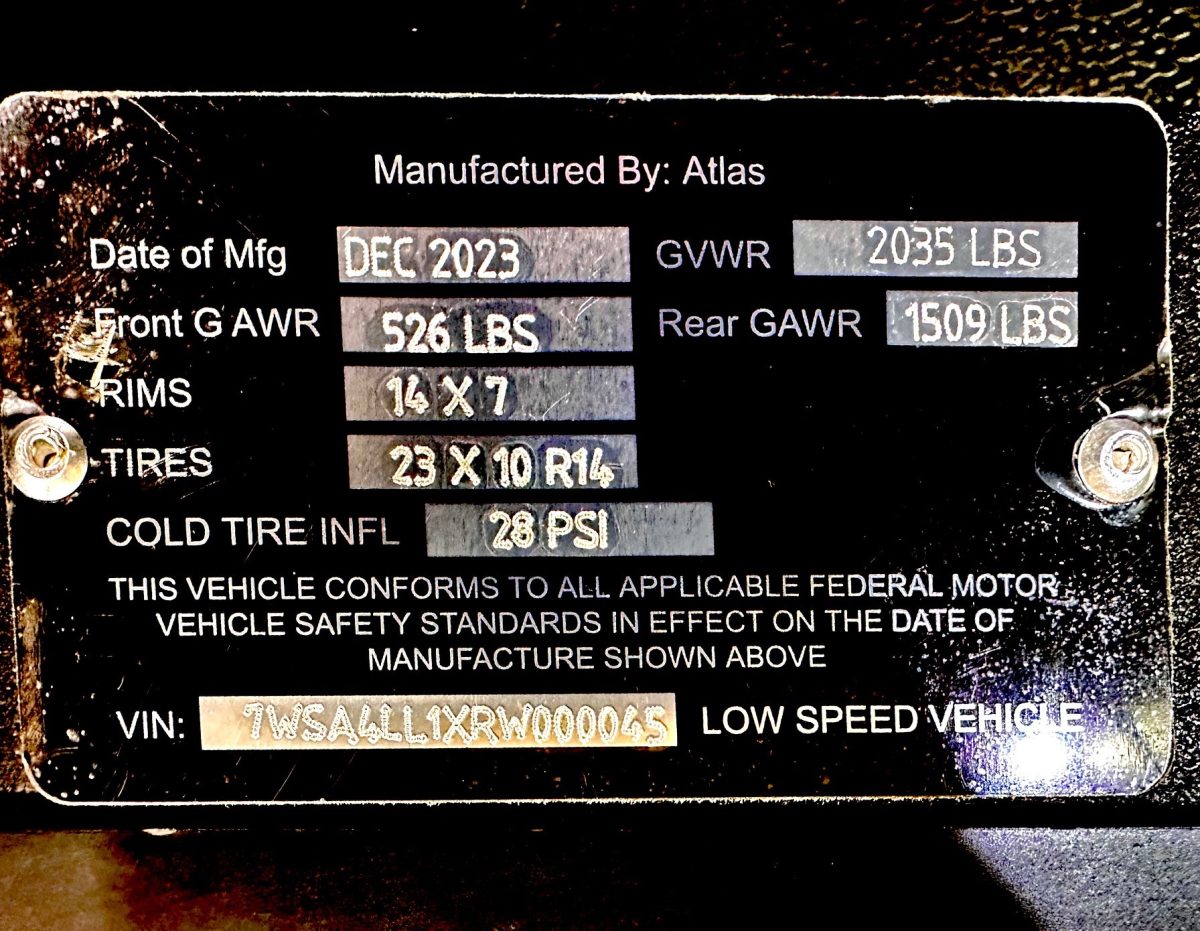 Manufactured By: Atlas
Date of Mfg DEC 2023 GVWR 2035 LBS
Front G AWR 526 LBS Rear GAWR 1509 LBS
RIMS 14 X 7
TIRES 23 X 10 R14
COLD TIRE INFL 28 PSI
THIS VEHICLE CONFORMS TO ALL APPLICABLE FEDERAL MOTOR
VEHICLE SAFETY STANDARDS IN EFFECT ON THE DATE OF
MANUFACTURE SHOWN ABOVE
VIN: 7WSA4LL1XRW000045 LOW SPEED VEHICLE